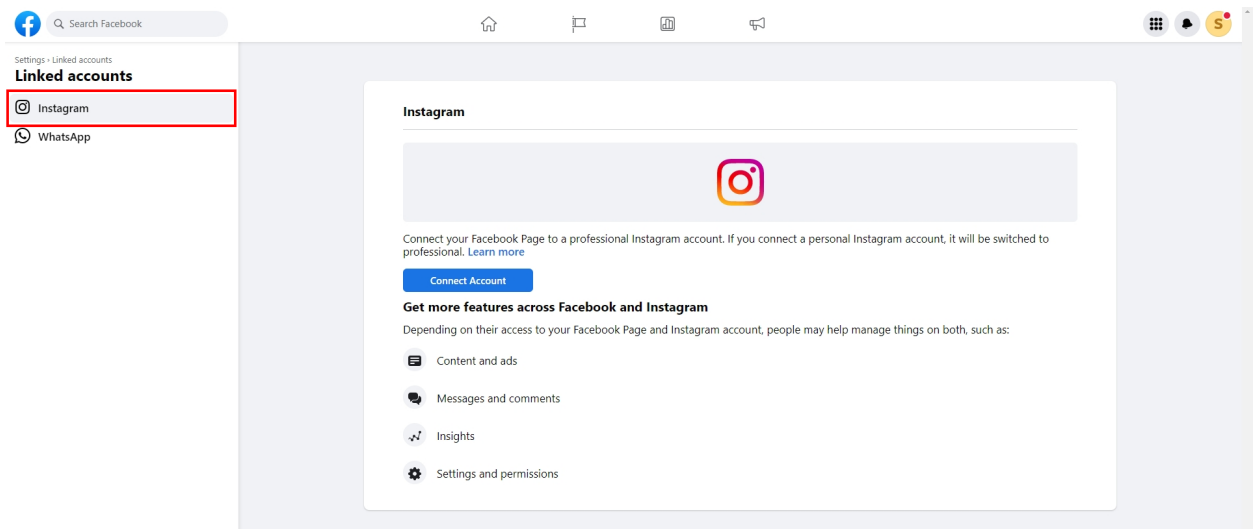 Search Facebook
S
Settings › Linked accounts
Linked accounts
Instagram
WhatsApp
Instagram
Connect your Facebook Page to a professional Instagram account. If you connect a personal Instagram account, it will be switched to
professional. Learn more
Connect Account
Get more features across Facebook and Instagram
Depending on their access to your Facebook Page and Instagram account, people may help manage things on both, such as:
Content and ads
Messages and comments
Insights
Settings and permissions